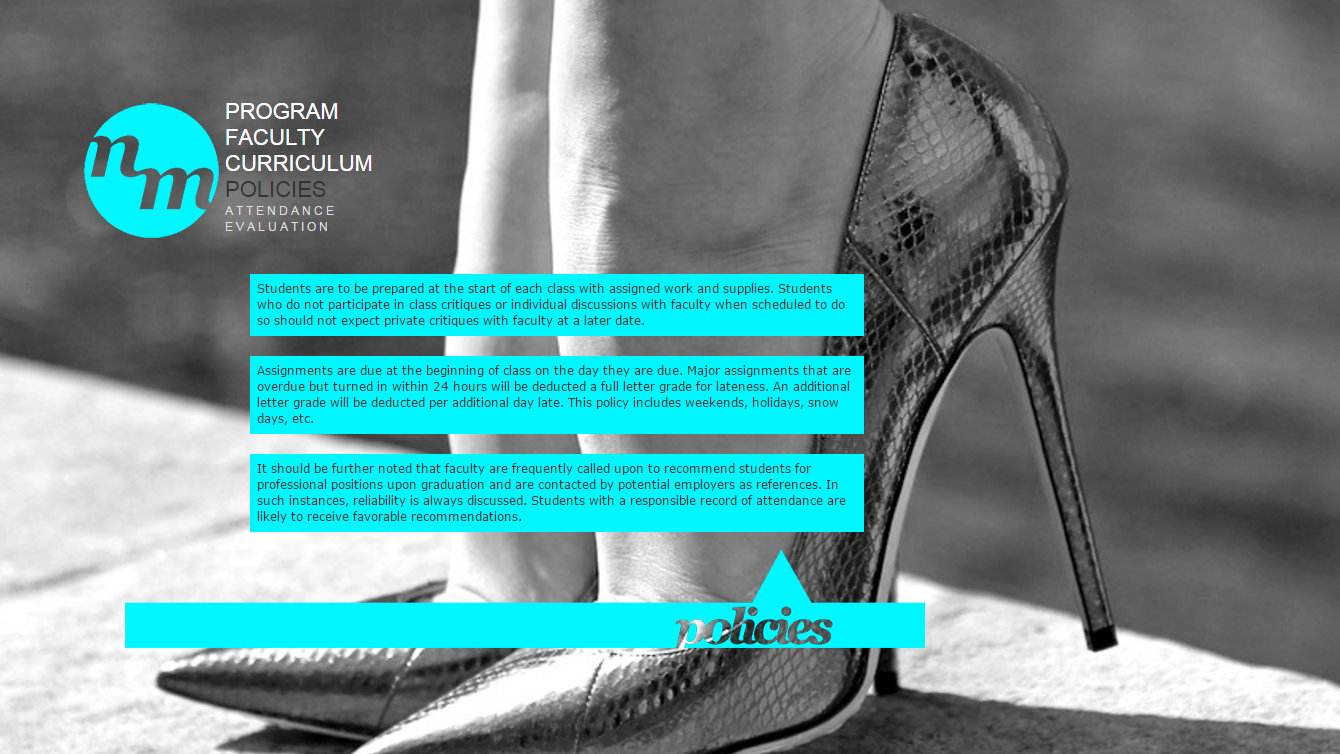 nm
PROGRAM
FACULTY
CURRICULUM
POLICIES
ATTENDANCE
EVALUATION
Students are to be prepared at the start of each class with assigned work and supplies. Students
who do not participate in class critiques or individual discussions with faculty when scheduled to do
so should not expect private critiques with faculty at a later date.
Assignments are due at the beginning of class on the day they are due. Major assignments that are
overdue but turned in within 24 hours will be deducted a full letter grade for lateness. An additional
letter grade will be deducted per additional day late. This policy includes weekends, holidays, snow
days, etc.
It should be further noted that faculty are frequently called upon to recommend students for
professional positions upon graduation and are contacted by potential employers as references. In
such instances, reliability is always discussed. Students with a responsible record of attendance are
likely to receive favorable recommendations.
policies